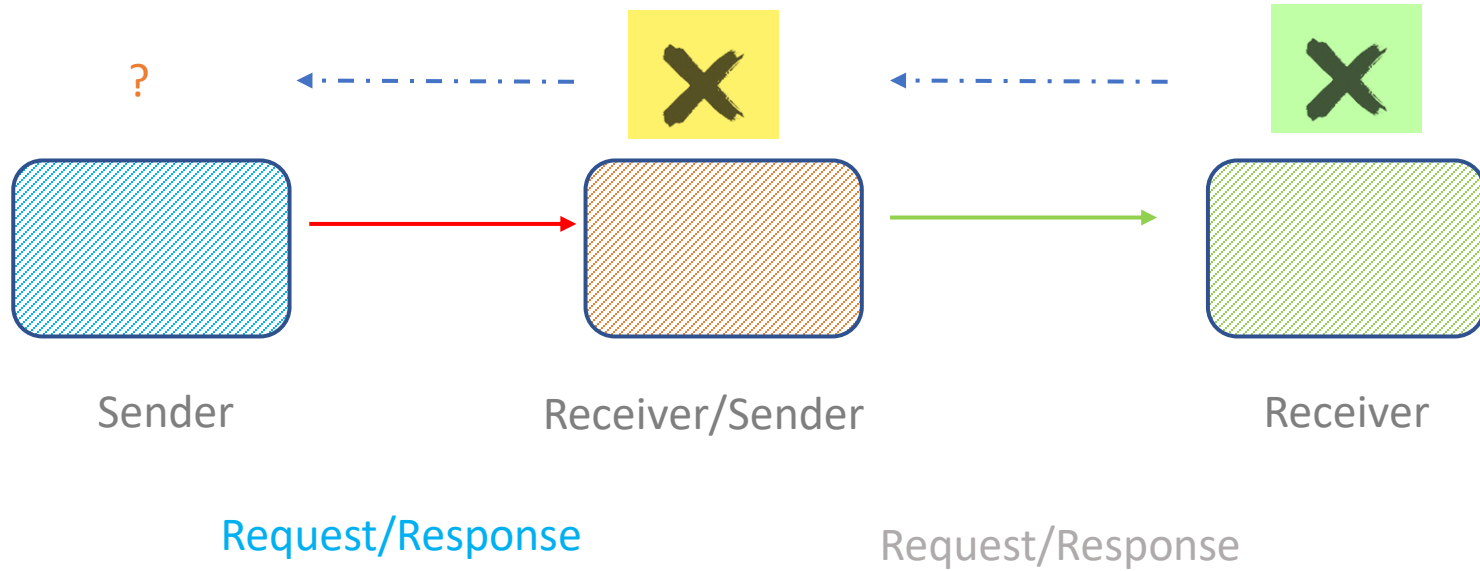 ?
Sender
Receiver/Sender
Receiver
Request/Response
Request/Response